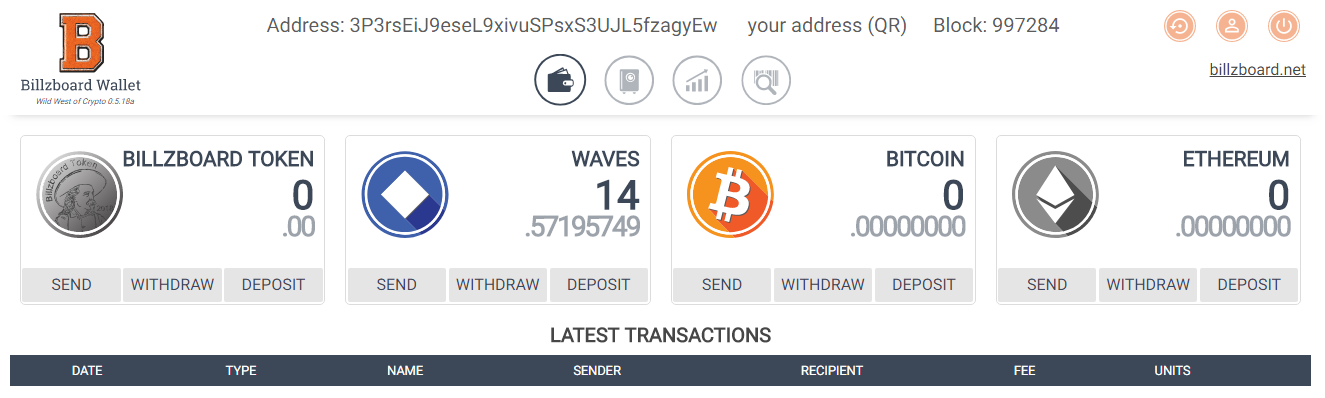 Address: 3P3rsEiJ9eseL9xivuSPsxS3UJL5fzagyEw your address (QR) Block: 997284
B
Billzboard Wallet
Wild West of Crypto 0.5.18a
billzboard.net
BILLZBOARD TOKEN
0
.00
Billzboard Token
SEND WITHDRAW DEPOSIT
WAVES
14
.57195749
SEND WITHDRAW DEPOSIT
BITCOIN
0
.00000000
SEND WITHDRAW DEPOSIT
ETHEREUM
0
.00000000
SEND WITHDRAW DEPOSIT
LATEST TRANSACTIONS
DATE TYPE NAME SENDER RECIPIENT FEE UNITS